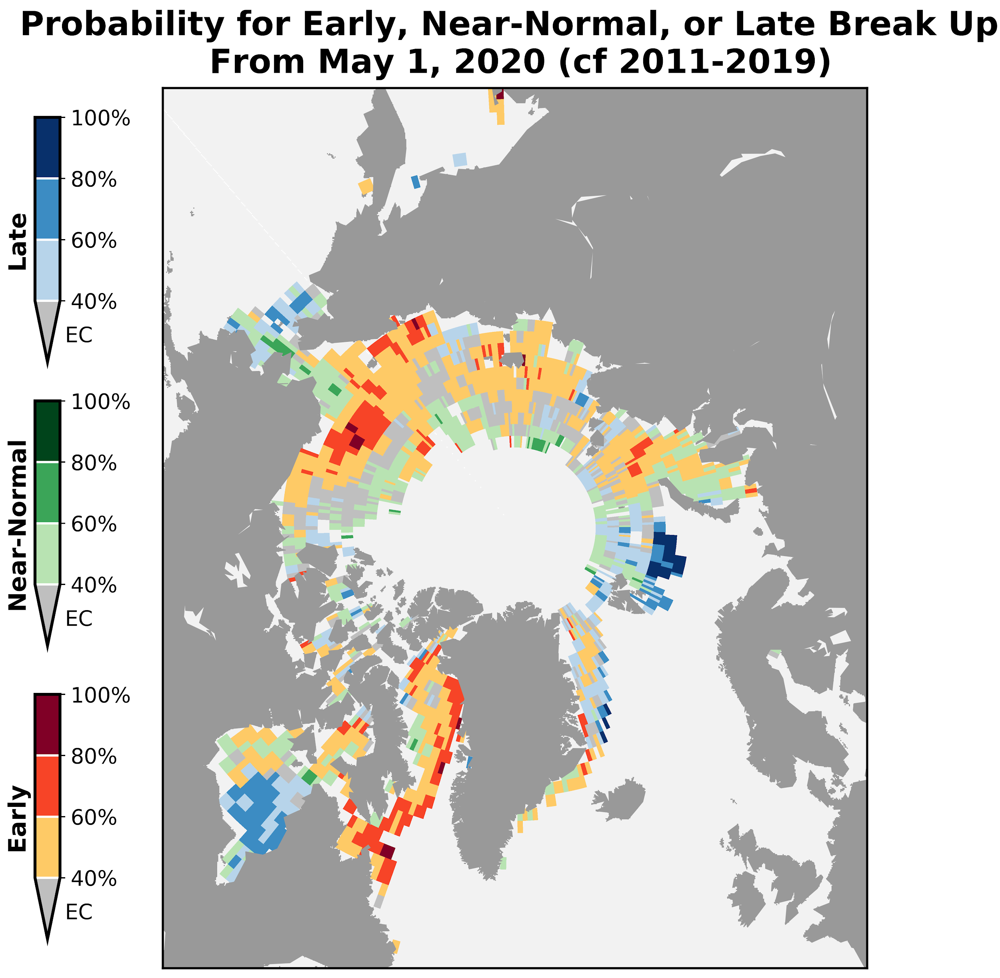 Probability for Early, Near-Normal, or Late Break Up
From May 1, 2020 (cf 2011-2019)
Late
100%
80%
60%
40%
EC
Near-Normal
100%
80%
60%
40%
EC
Early
100%
80%
60%
40%
EC